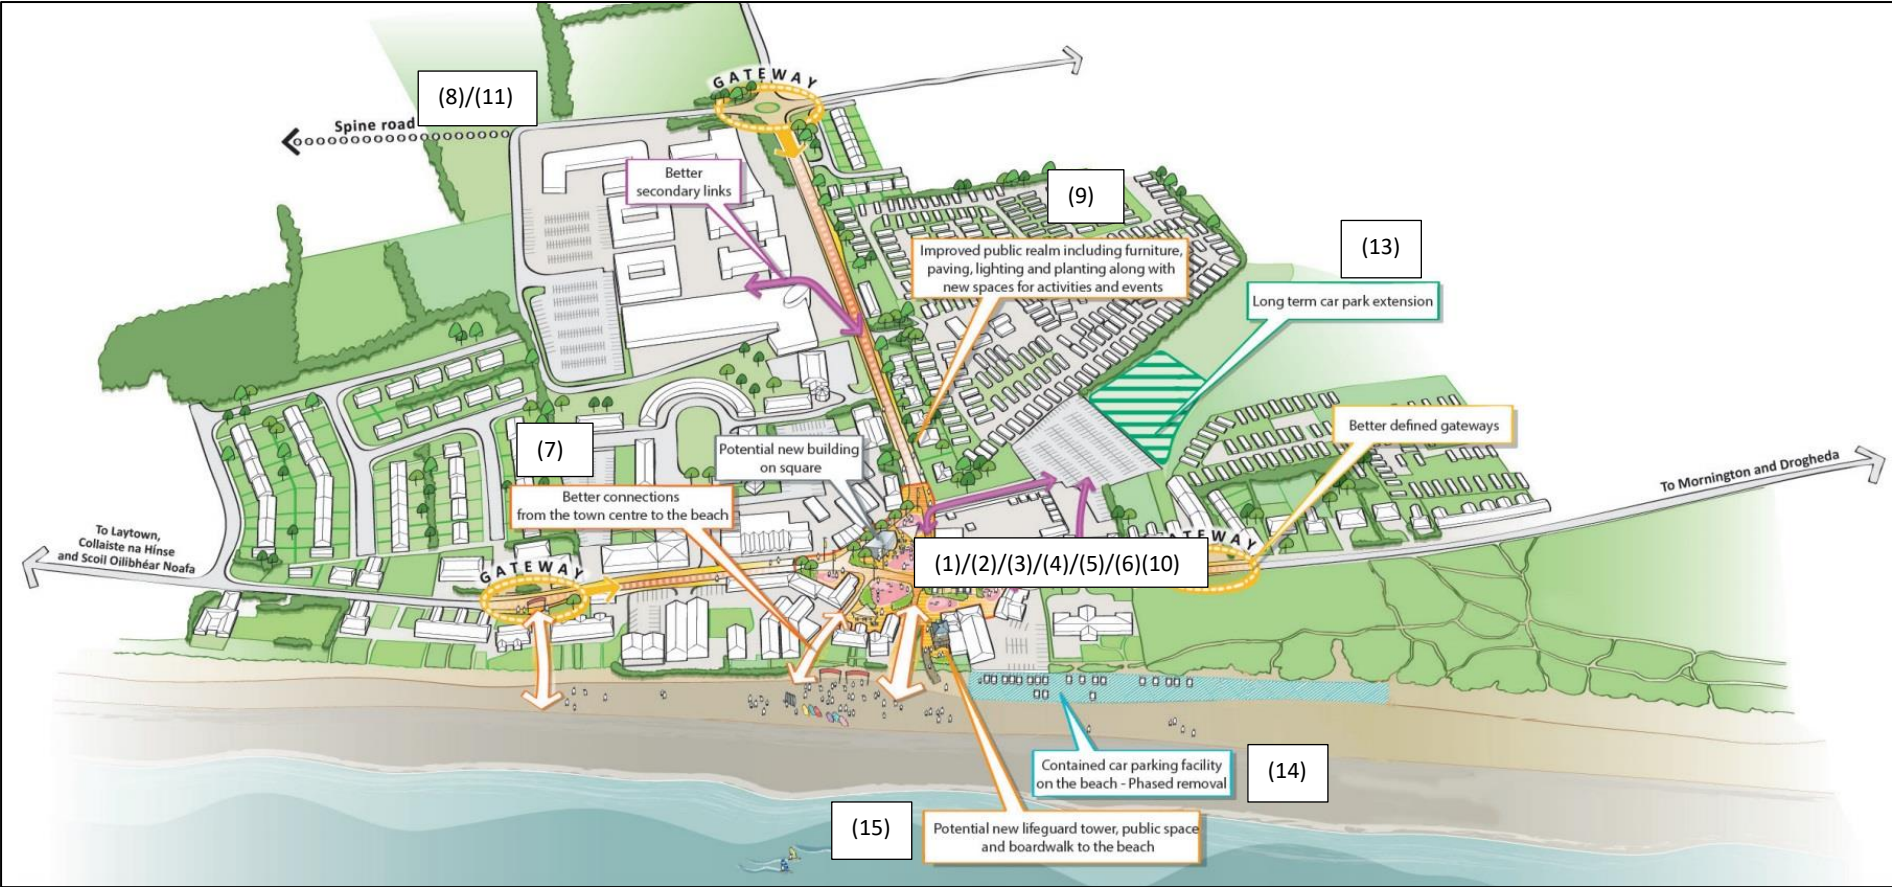 GATEWAY
(8)/(11)
Spine road
Better
secondary links
(9)
Improved public realm including furniture,
paving, lighting and planting along with
new spaces for activities and events
(13)
Long term car park extension
Better defined gateways
(7)
Potential new building
on square
Better connections
from the town centre to the beach
To Mornington and Drogheda
To Laytown,
Collaiste na Hínse
and Scoil Oilibhéar Noafa
GATEWAY
(1)/(2)/(3)/(4)/(5)/(6)(10)
TEWAY
Contained car parking facility
on the beach - Phased removal
(14)
(15)
Potential new lifeguard tower, public space
and boardwalk to the beach